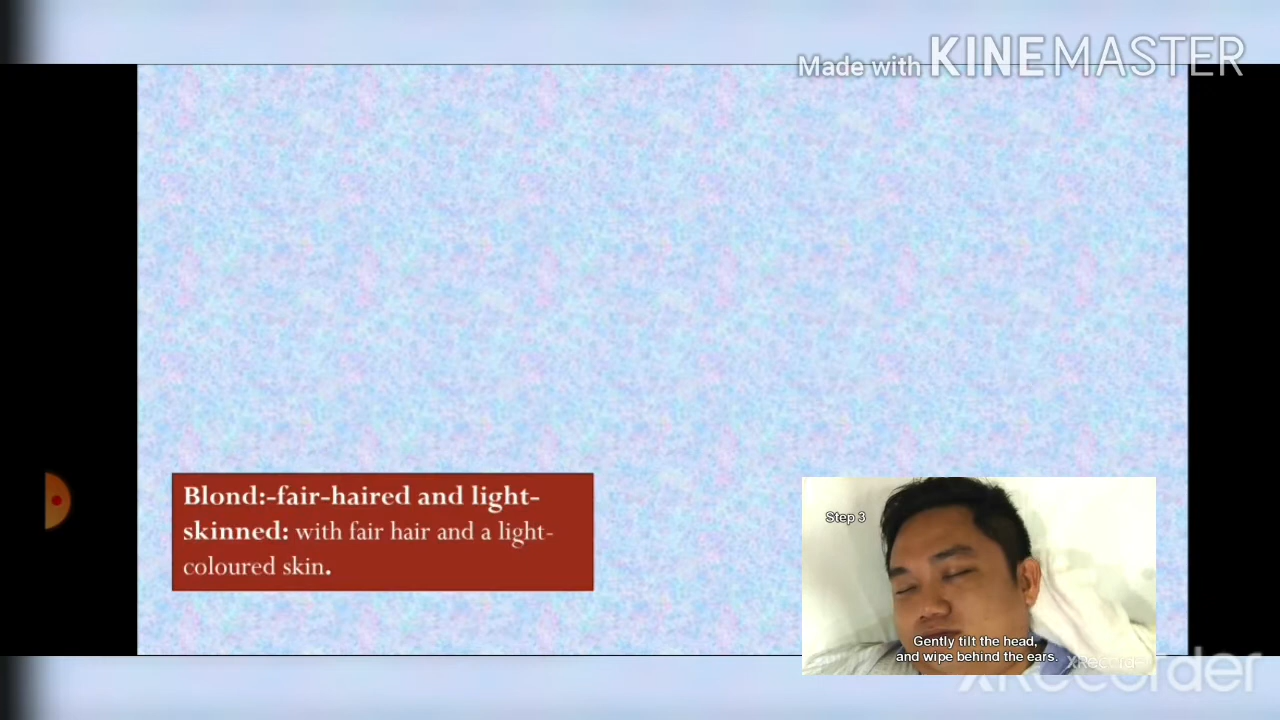 Made with KINEMASTER
Blond:-fair-haired and light-
skinned: with fair hair and a light-
coloured skin.
Step 3
Gently tilt the head,
and wipe behind the ears.
XRecorder
XRecorder